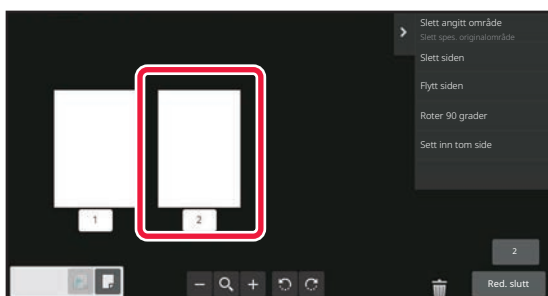 Slett angitt område
Slett spes. originalområde
Slett siden
Flytt siden
Roter 90 grader
Sett inn tom side
1
2
2
Red. slutt